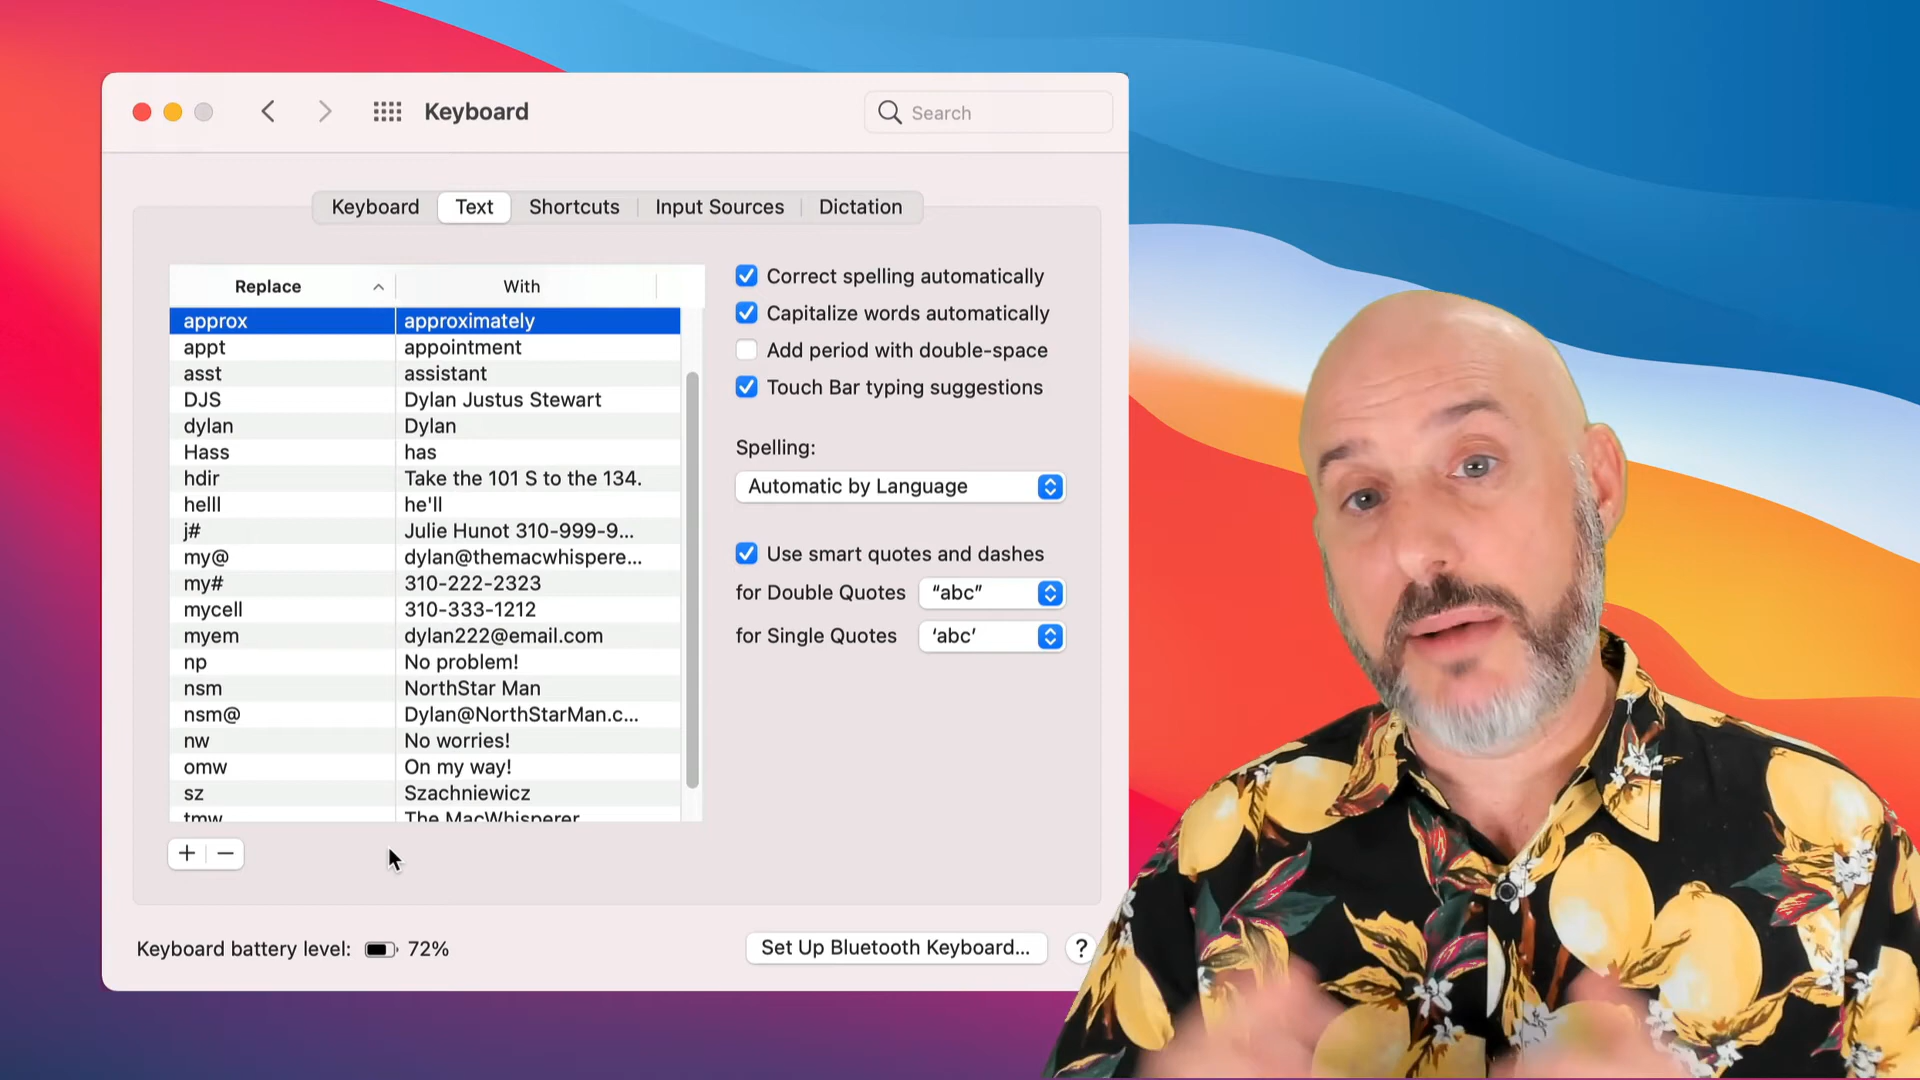 Keyboard
Search
Keyboard Text Shortcuts Input Sources Dictation
Replace With
approx approximately
appt appointment
asst assistant
DJS Dylan Justus Stewart
dylan Dylan
Hass has
hdir Take the 101 S to the 134.
helll he'll
j# Julie Hunot 310-999-9...
my@ dylan@themacwhispere...
my# 310-222-2323
mycell 310-333-1212
myem dylan222@email.com
np No problem!
nsm NorthStar Man
nsm@ Dylan@NorthStarMan.c...
nw No worries!
omw On my way!
sz Szachniewicz
tmw The MacWhisperer
+ −
Correct spelling automatically
Capitalize words automatically
Add period with double-space
Touch Bar typing suggestions
Spelling:
Automatic by Language
Use smart quotes and dashes
for Double Quotes “abc”
for Single Quotes ‘abc’
Keyboard battery level: 72%
Set Up Bluetooth Keyboard...
?